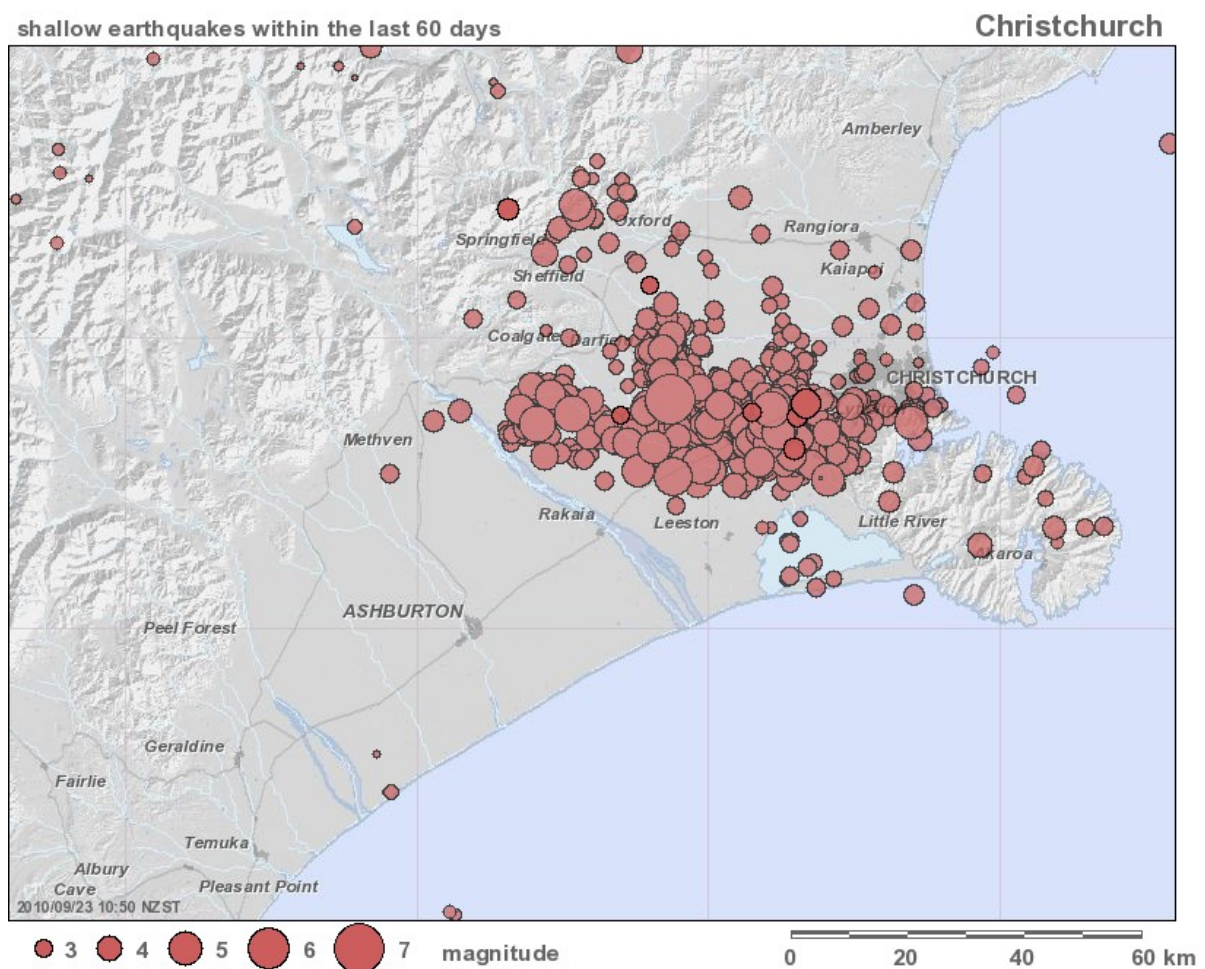 shallow earthquakes within the last 60 days
Christchurch
Amberley
Oxford
Rangiora
Springfield
Kaiapoi
Sheffield
Coalgate
Darfield
CHRISTCHURCH
Methven
Rakaia
Leeston
Little River
Akaroa
ASHBURTON
Peel Forest
Geraldine
Fairlie
Temuka
Albury
Cave
Pleasant Point
2010/09/23 10:50 NZST
3 4 5 6 7 magnitude
0 20 40 60 km